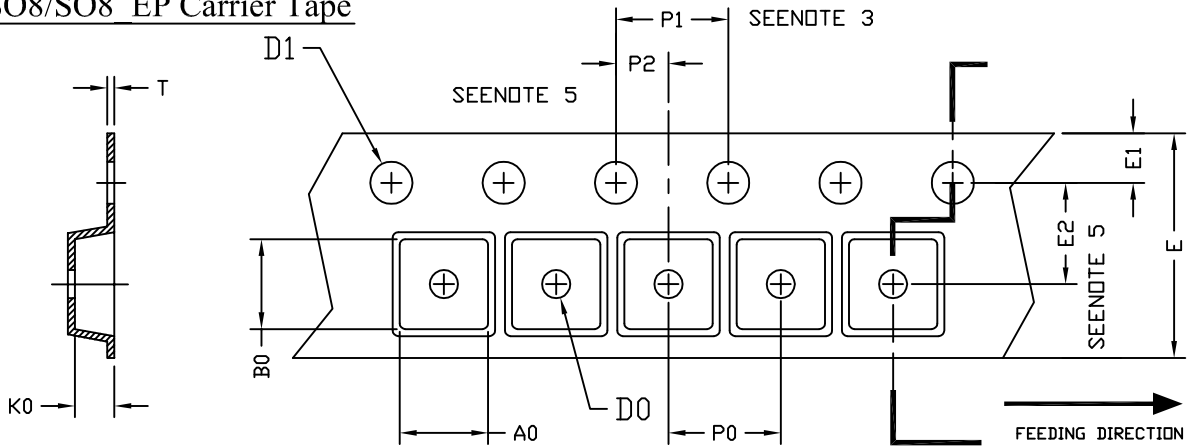 SO8/SO8_EP Carrier Tape
P1
SEENOTE 3
D1
P2
T
SEENOTE 5
E1
E2
E
SEENOTE 5
B0
K0
D0
A0
P0
FEEDING DIRECTION